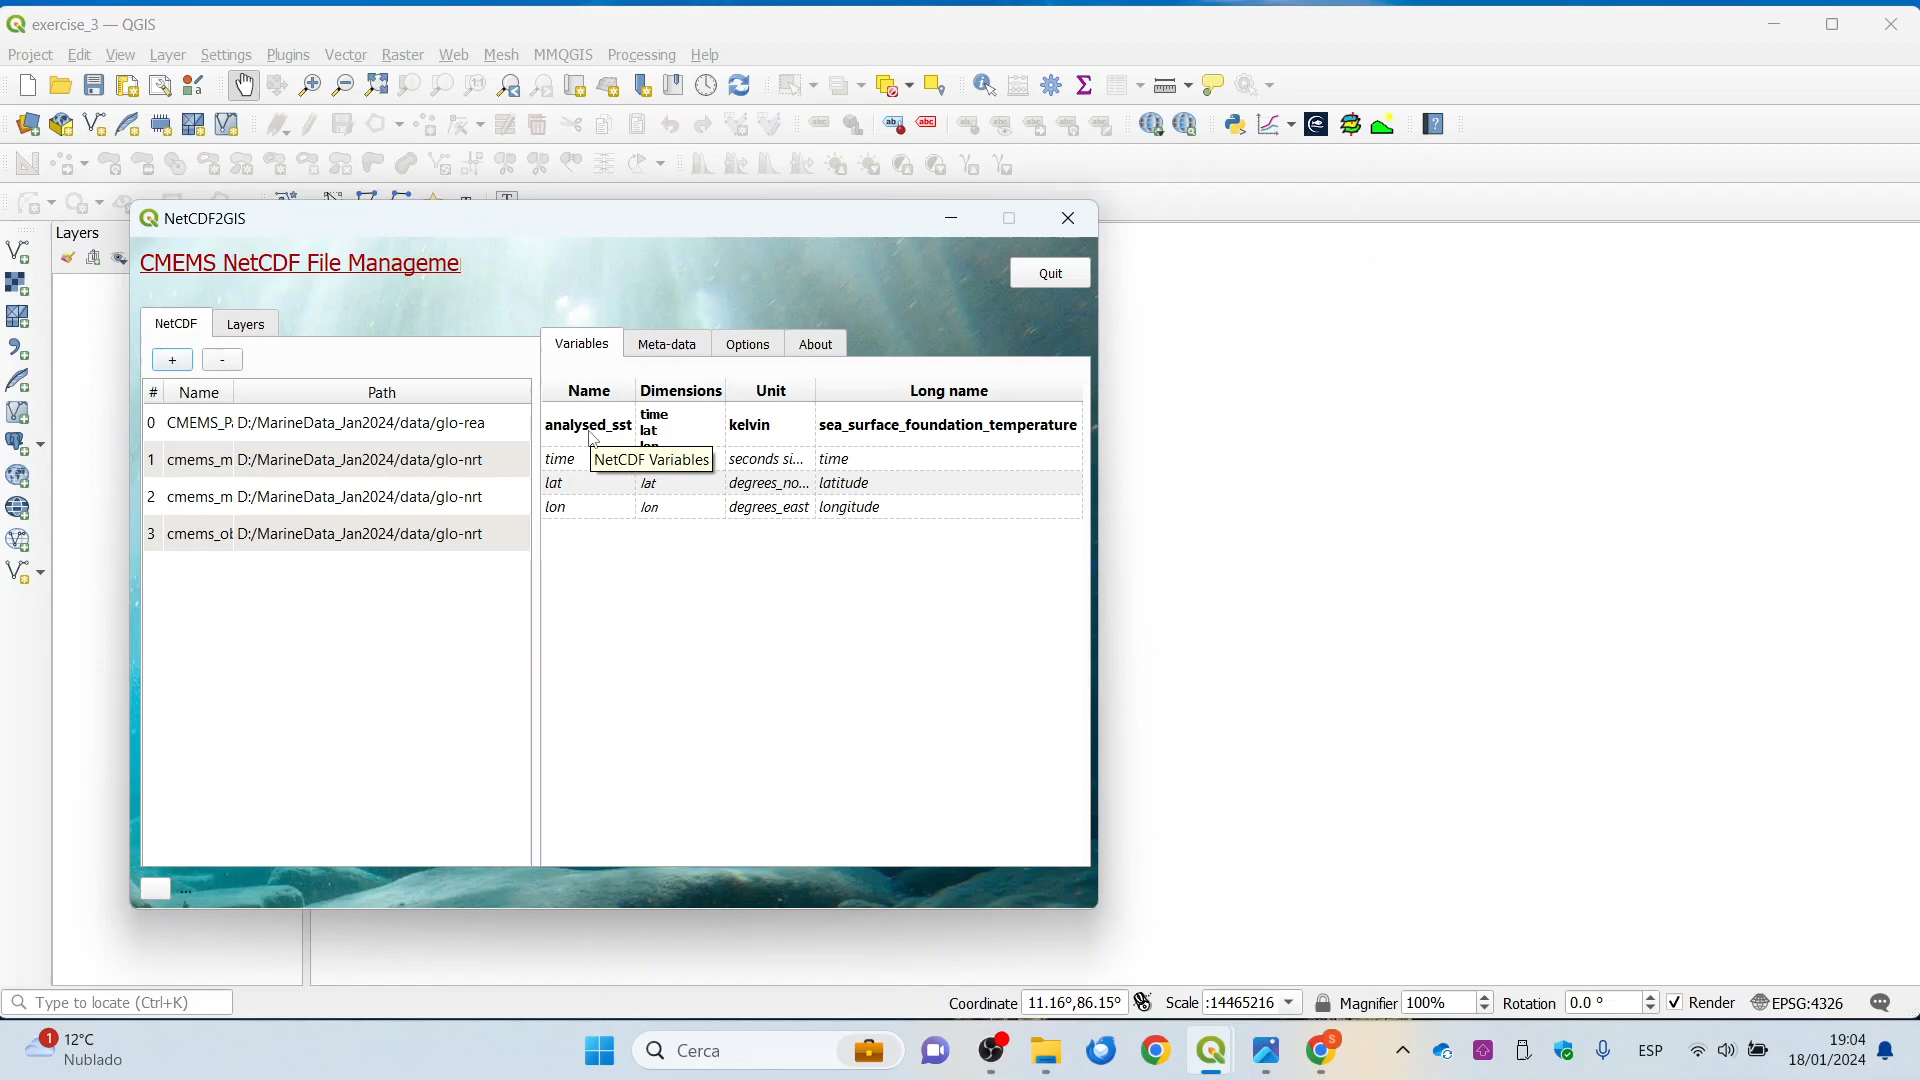 exercise_3 — QGIS
Project Edit View Layer Settings Plugins Vector Raster Web Mesh MMQGIS Processing Help
Layers
NetCDF2GIS
CMEMS NetCDF File Managemer
Quit
NetCDF Layers
Variables Meta-data Options About
+ -
# Name Path
Name Dimensions Unit Long name
0 CMEMS_P D:/MarineData_Jan2024/data/glo-rea
analysed_sst time lat lon kelvin sea_surface_foundation_temperature
1 cmems_m D:/MarineData_Jan2024/data/glo-nrt
time seconds si... time
NetCDF Variables
lat lat degrees_no... latitude
2 cmems_m D:/MarineData_Jan2024/data/glo-nrt
lon lon degrees_east longitude
3 cmems_ob D:/MarineData_Jan2024/data/glo-nrt
...
Type to locate (Ctrl+K)
Coordinate 11.16°,86.15° Scale :14465216 Magnifier 100% Rotation 0.0 ° Render EPSG:4326
1
12°C
Nublado
Cerca
S
ESP
19:04
18/01/2024